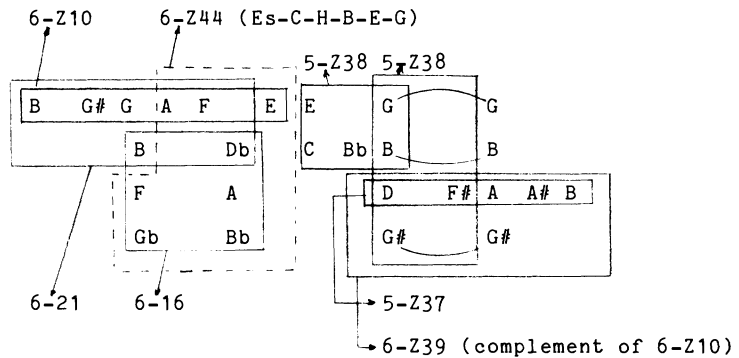 6-Z10 6-Z44 (Es-C-H-B-E-G)
5-Z38 5-Z38
B G# G A F E E G G
B Db C Bb B B
F A D F# A A# B
Gb Bb G# G#
6-21 6-16 5-Z37
6-Z39 (complement of 6-Z10)